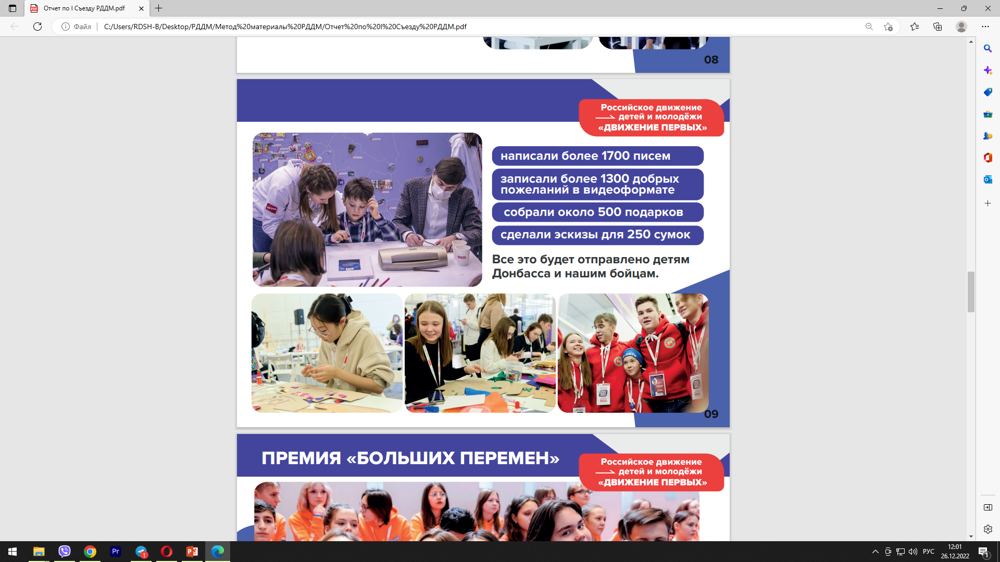 Отчет по I Съезду РДДМ.pdf
Файл
C:/Users/RDSH-B/Desktop/РДДМ/Метод%20материалы%20РДДМ/Отчет%20по%20I%20Съезду%20РДДМ.pdf
08
Российское движение
детей и молодёжи
«ДВИЖЕНИЕ ПЕРВЫХ»
написали более 1700 писем
записали более 1300 добрых
пожеланий в видеоформате
собрали около 500 подарков
сделали эскизы для 250 сумок
Все это будет отправлено детям
Донбасса и нашим бойцам.
09
ПРЕМИЯ «БОЛЬШИХ ПЕРЕМЕН»
Российское движение
детей и молодёжи
«ДВИЖЕНИЕ ПЕРВЫХ»
Pr
1
РУС
12:01
26.12.2022
1